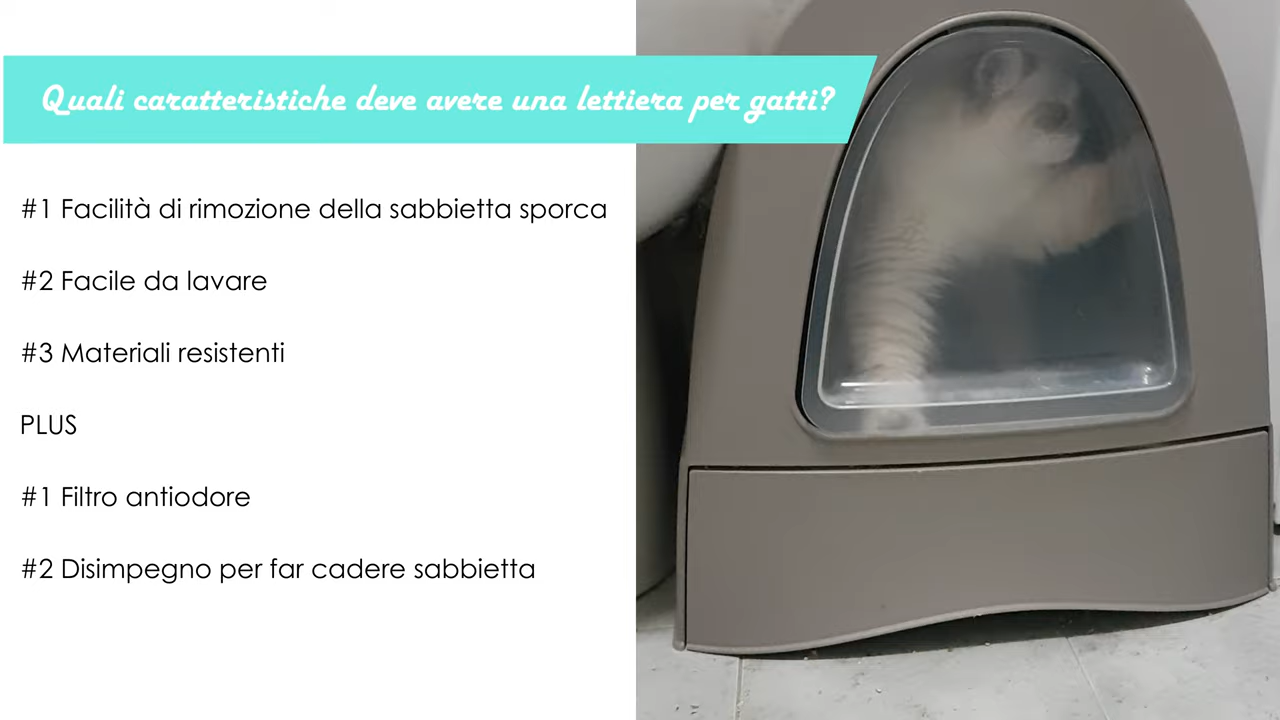 Quali caratteristiche deve avere una lettiera per gatti?
#1 Facilità di rimozione della sabbietta sporca
#2 Facile da lavare
#3 Materiali resistenti
PLUS
#1 Filtro antiodore
#2 Disimpegno per far cadere sabbietta